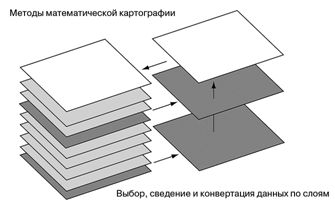 Методы математической картографии
Выбор, сведение и конвертация данных по слоям